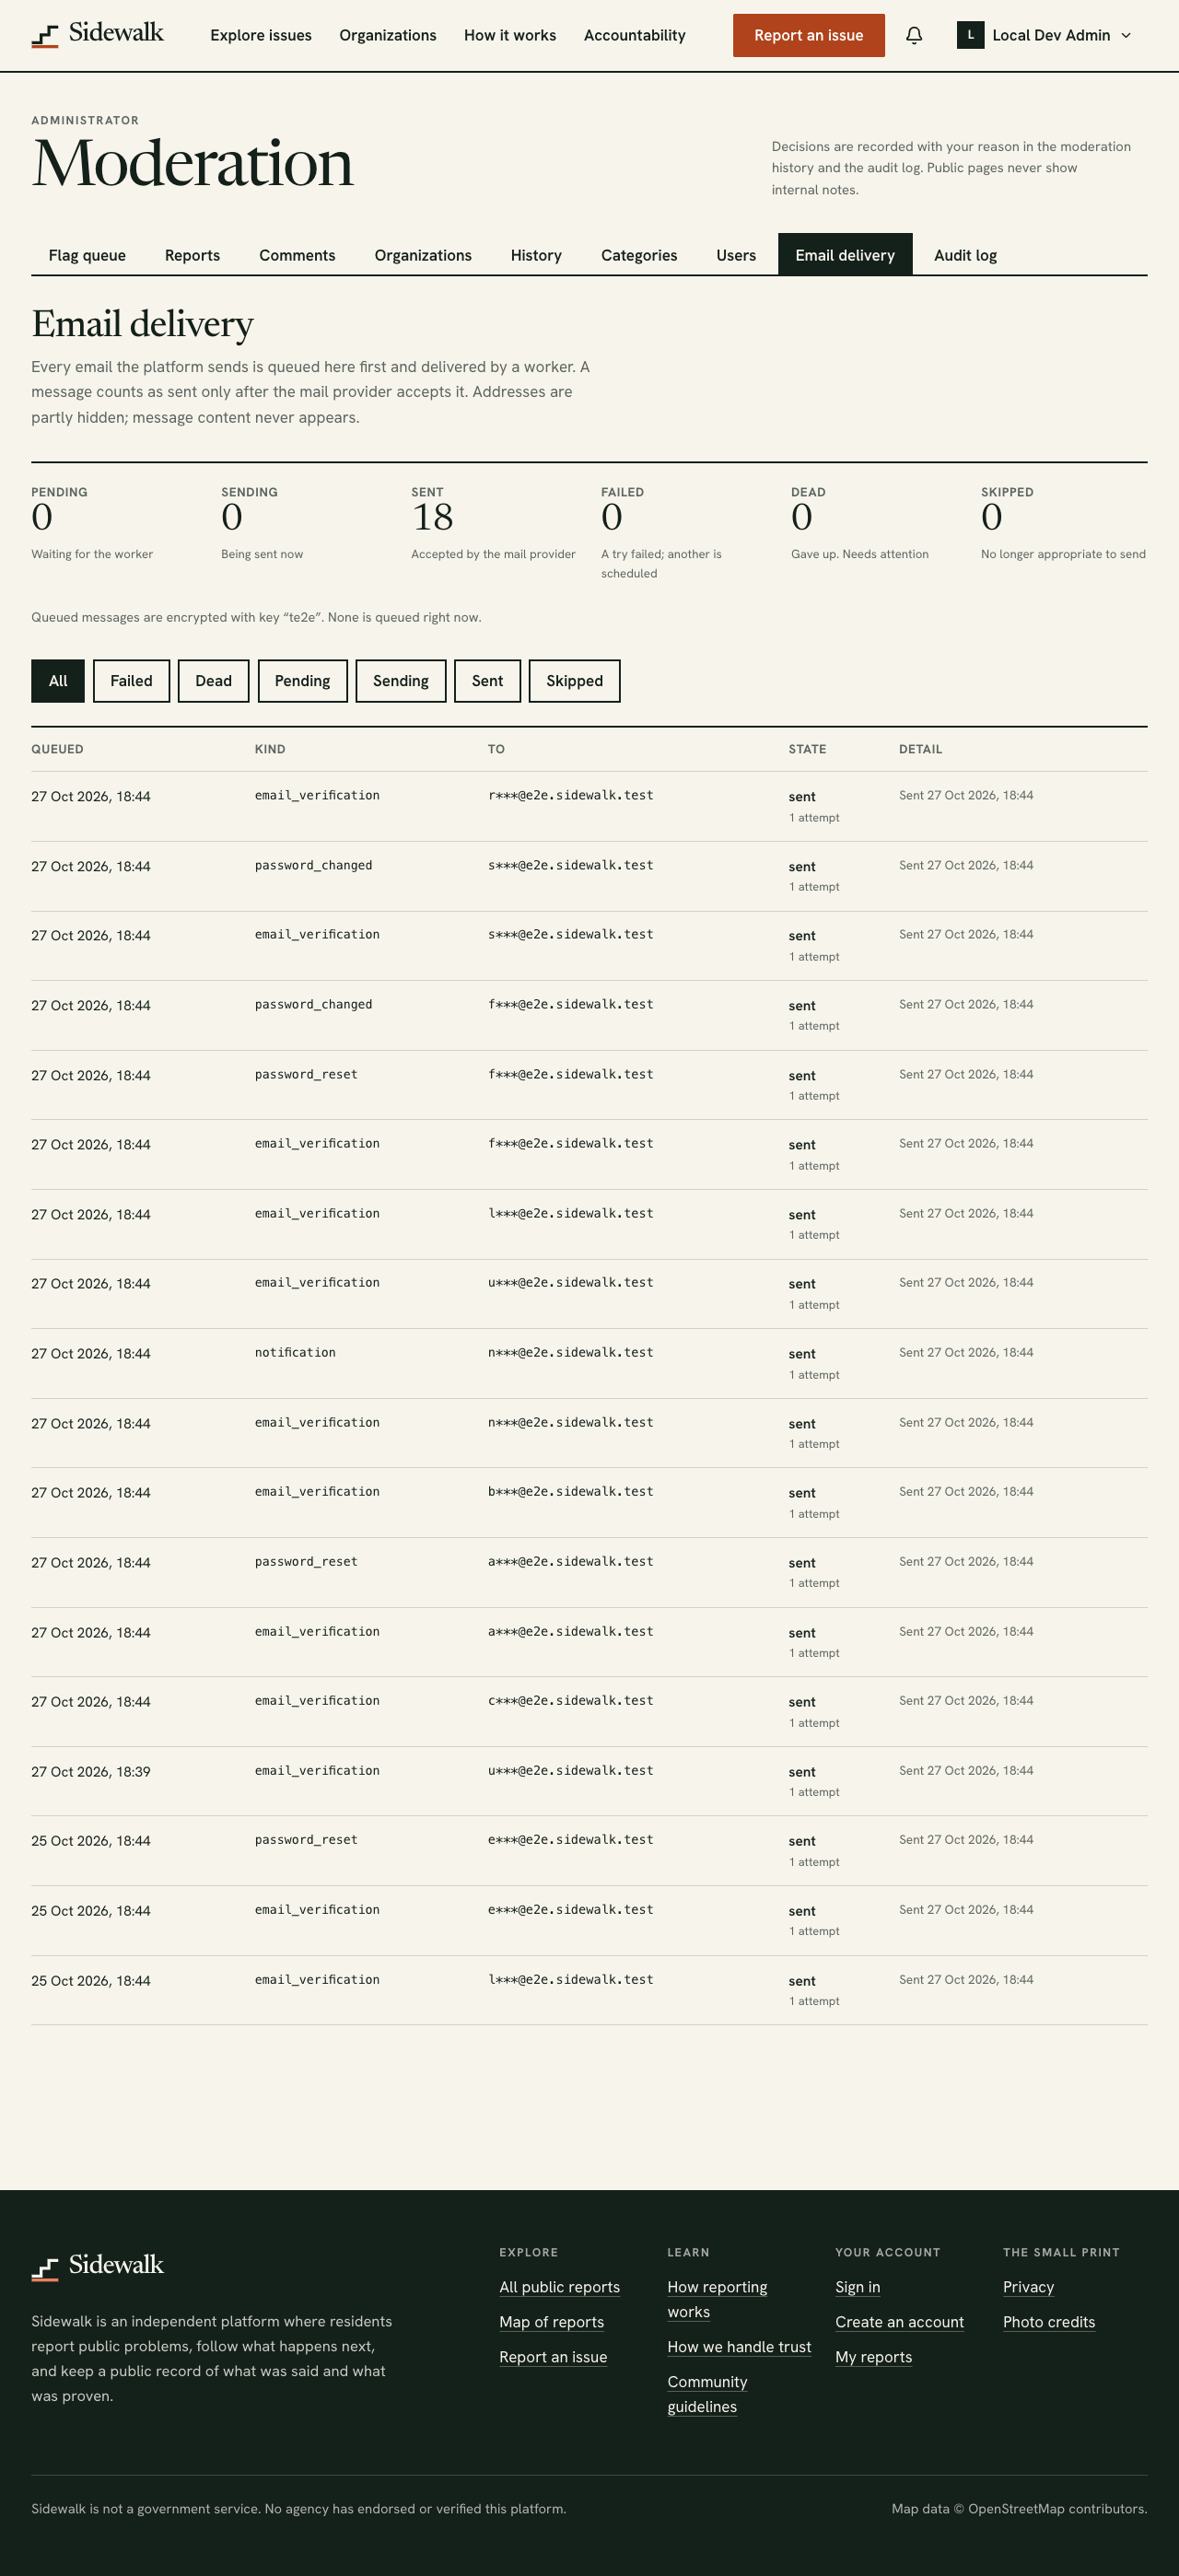 Sidewalk
Explore issues
Organizations
How it works
Accountability
Report an issue
L
Local Dev Admin
ADMINISTRATOR
Moderation
Decisions are recorded with your reason in the moderation
history and the audit log. Public pages never show
internal notes.
Flag queue
Reports
Comments
Organizations
History
Categories
Users
Email delivery
Audit log
Email delivery
Every email the platform sends is queued here first and delivered by a worker. A
message counts as sent only after the mail provider accepts it. Addresses are
partly hidden; message content never appears.
PENDING
0
Waiting for the worker
SENDING
0
Being sent now
SENT
18
Accepted by the mail provider
FAILED
0
A try failed; another is
scheduled
DEAD
0
Gave up. Needs attention
SKIPPED
0
No longer appropriate to send
Queued messages are encrypted with key “te2e”. None is queued right now.
All
Failed
Dead
Pending
Sending
Sent
Skipped
QUEUED KIND TO STATE DETAIL
27 Oct 2026, 18:44 email_verification r***@e2e.sidewalk.test sent Sent 27 Oct 2026, 18:44
1 attempt
27 Oct 2026, 18:44 password_changed s***@e2e.sidewalk.test sent Sent 27 Oct 2026, 18:44
1 attempt
27 Oct 2026, 18:44 email_verification s***@e2e.sidewalk.test sent Sent 27 Oct 2026, 18:44
1 attempt
27 Oct 2026, 18:44 password_changed f***@e2e.sidewalk.test sent Sent 27 Oct 2026, 18:44
1 attempt
27 Oct 2026, 18:44 password_reset f***@e2e.sidewalk.test sent Sent 27 Oct 2026, 18:44
1 attempt
27 Oct 2026, 18:44 email_verification f***@e2e.sidewalk.test sent Sent 27 Oct 2026, 18:44
1 attempt
27 Oct 2026, 18:44 email_verification l***@e2e.sidewalk.test sent Sent 27 Oct 2026, 18:44
1 attempt
27 Oct 2026, 18:44 email_verification u***@e2e.sidewalk.test sent Sent 27 Oct 2026, 18:44
1 attempt
27 Oct 2026, 18:44 notification n***@e2e.sidewalk.test sent Sent 27 Oct 2026, 18:44
1 attempt
27 Oct 2026, 18:44 email_verification n***@e2e.sidewalk.test sent Sent 27 Oct 2026, 18:44
1 attempt
27 Oct 2026, 18:44 email_verification b***@e2e.sidewalk.test sent Sent 27 Oct 2026, 18:44
1 attempt
27 Oct 2026, 18:44 password_reset a***@e2e.sidewalk.test sent Sent 27 Oct 2026, 18:44
1 attempt
27 Oct 2026, 18:44 email_verification a***@e2e.sidewalk.test sent Sent 27 Oct 2026, 18:44
1 attempt
27 Oct 2026, 18:44 email_verification c***@e2e.sidewalk.test sent Sent 27 Oct 2026, 18:44
1 attempt
27 Oct 2026, 18:39 email_verification u***@e2e.sidewalk.test sent Sent 27 Oct 2026, 18:44
1 attempt
25 Oct 2026, 18:44 password_reset e***@e2e.sidewalk.test sent Sent 27 Oct 2026, 18:44
1 attempt
25 Oct 2026, 18:44 email_verification e***@e2e.sidewalk.test sent Sent 27 Oct 2026, 18:44
1 attempt
25 Oct 2026, 18:44 email_verification l***@e2e.sidewalk.test sent Sent 27 Oct 2026, 18:44
1 attempt
Sidewalk
Sidewalk is an independent platform where residents
report public problems, follow what happens next,
and keep a public record of what was said and what
was proven.
EXPLORE
All public reports
Map of reports
Report an issue
LEARN
How reporting
works
How we handle trust
Community
guidelines
YOUR ACCOUNT
Sign in
Create an account
My reports
THE SMALL PRINT
Privacy
Photo credits
Sidewalk is not a government service. No agency has endorsed or verified this platform.
Map data © OpenStreetMap contributors.